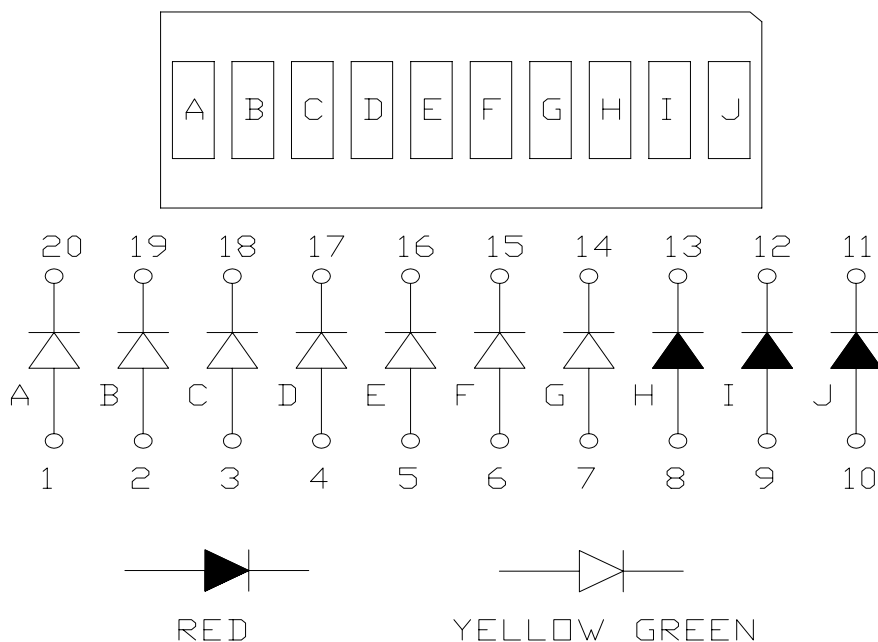 A B C D E F G H I J
20 19 18 17 16 15 14 13 12 11
A B C D E F G H I J
1 2 3 4 5 6 7 8 9 10
RED YELLOW GREEN